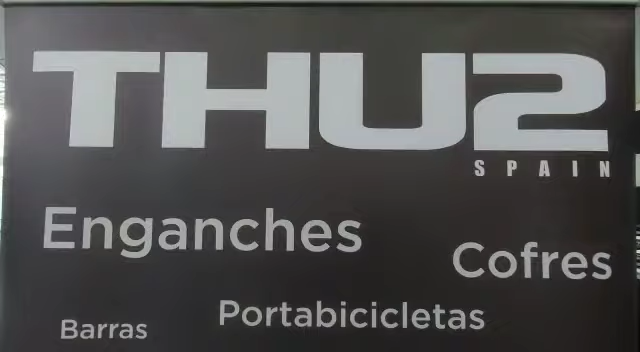 THU2
SPAIN
Enganches
Cofres
Portabicicletas
Barras